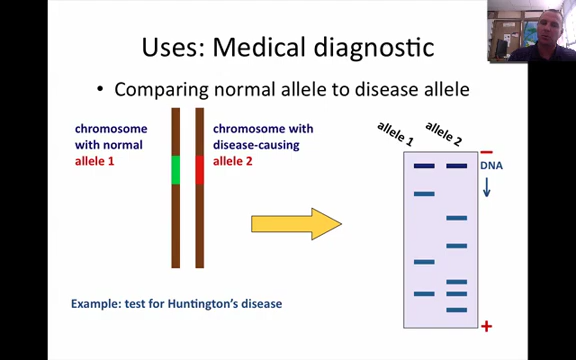 Uses: Medical diagnostic
• Comparing normal allele to disease allele
chromosome
with normal
allele 1
chromosome with
disease-causing
allele 2
allele 1
allele 2
−
DNA
+
Example: test for Huntington's disease